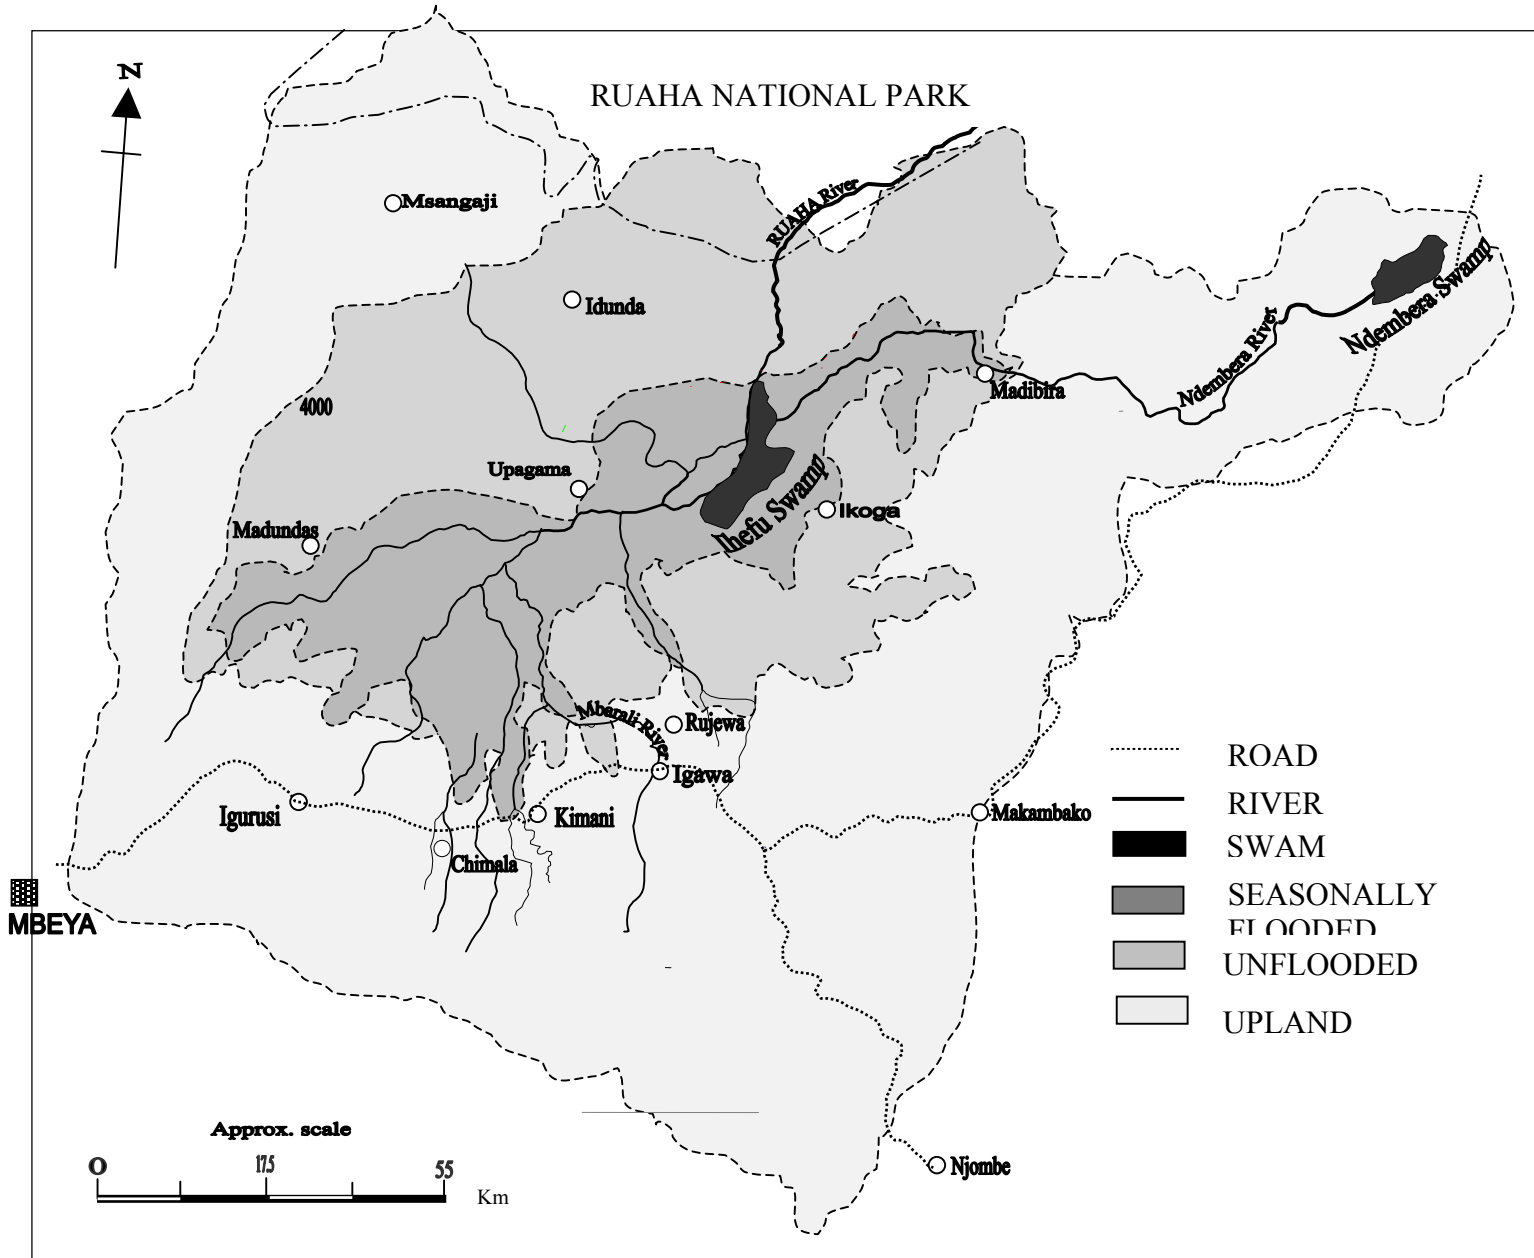 N
RUAHA NATIONAL PARK
Msangaji
RUAHA River
Idunda
Ndembera Swamp
Ndembera River
Madibira
4000
Upagama
Ihefu Swamp
Ikoga
Madundas
Mbarali River
Rujewa
Igawa
Igurusi
Kimani
Makambako
Chimala
MBEYA
ROAD
RIVER
SWAM
SEASONALLY
FLOODED
UNFLOODED
UPLAND
Approx. scale
0 17.5 55
Km
Njombe